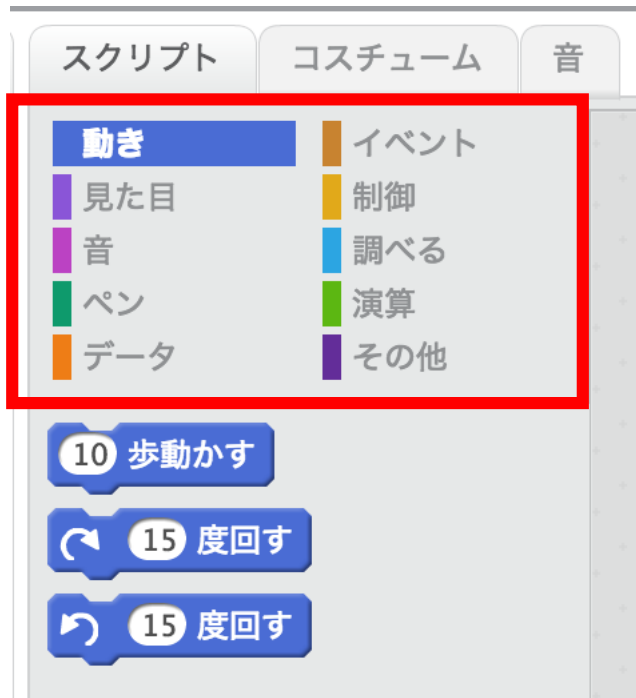 スクリプト コスチューム 音
動き イベント
見た目 制御
音 調べる
ペン 演算
データ その他
10 歩動かす
15 度回す
15 度回す